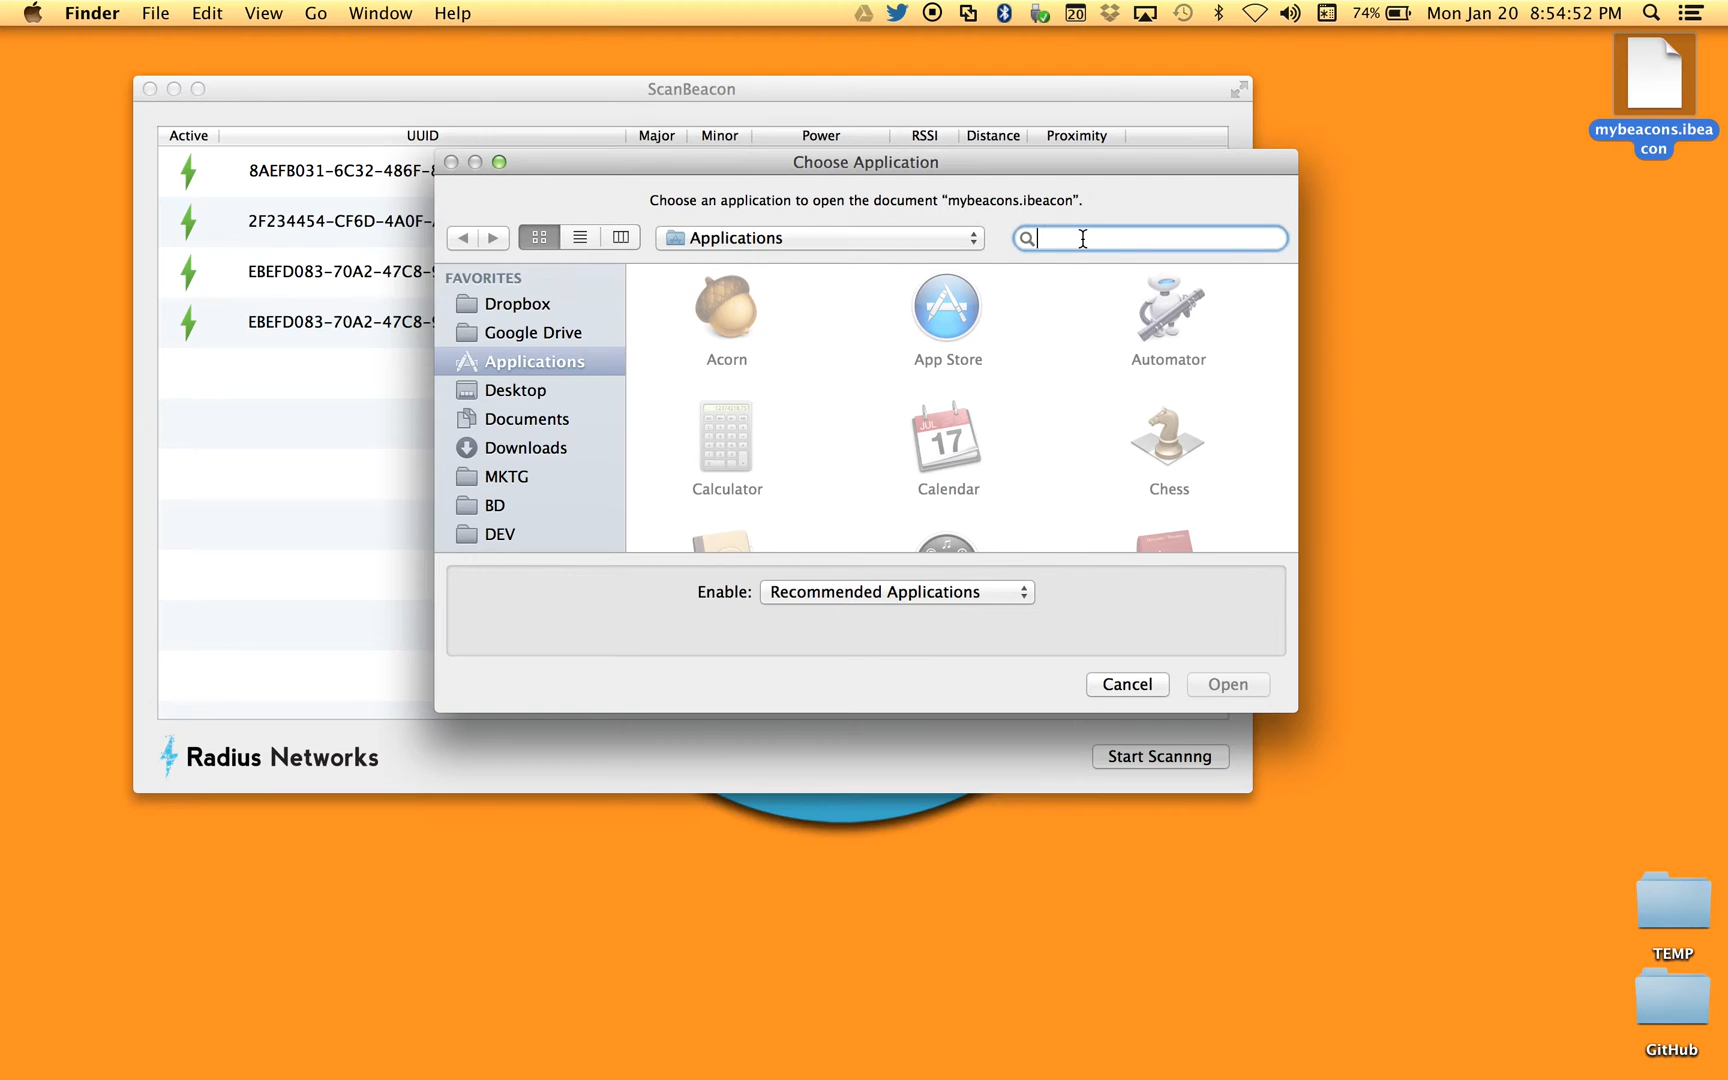 Finder File Edit View Go Window Help 20 74% Mon Jan 20 8:54:52 PM
mybeacons.ibea
con
ScanBeacon
Active UUID Major Minor Power RSSI Distance Proximity
8AEFB031-6C32-486F-
2F234454-CF6D-4A0F-
EBEFD083-70A2-47C8-
EBEFD083-70A2-47C8-
Choose Application
Choose an application to open the document “mybeacons.ibeacon”.
Applications
FAVORITES
Dropbox
Google Drive
Applications
Desktop
Documents
Downloads
MKTG
BD
DEV
Acorn App Store Automator
JUL
17
Calculator Calendar Chess
Enable: Recommended Applications
Cancel Open
Radius Networks
Start Scannng
TEMP
GitHub